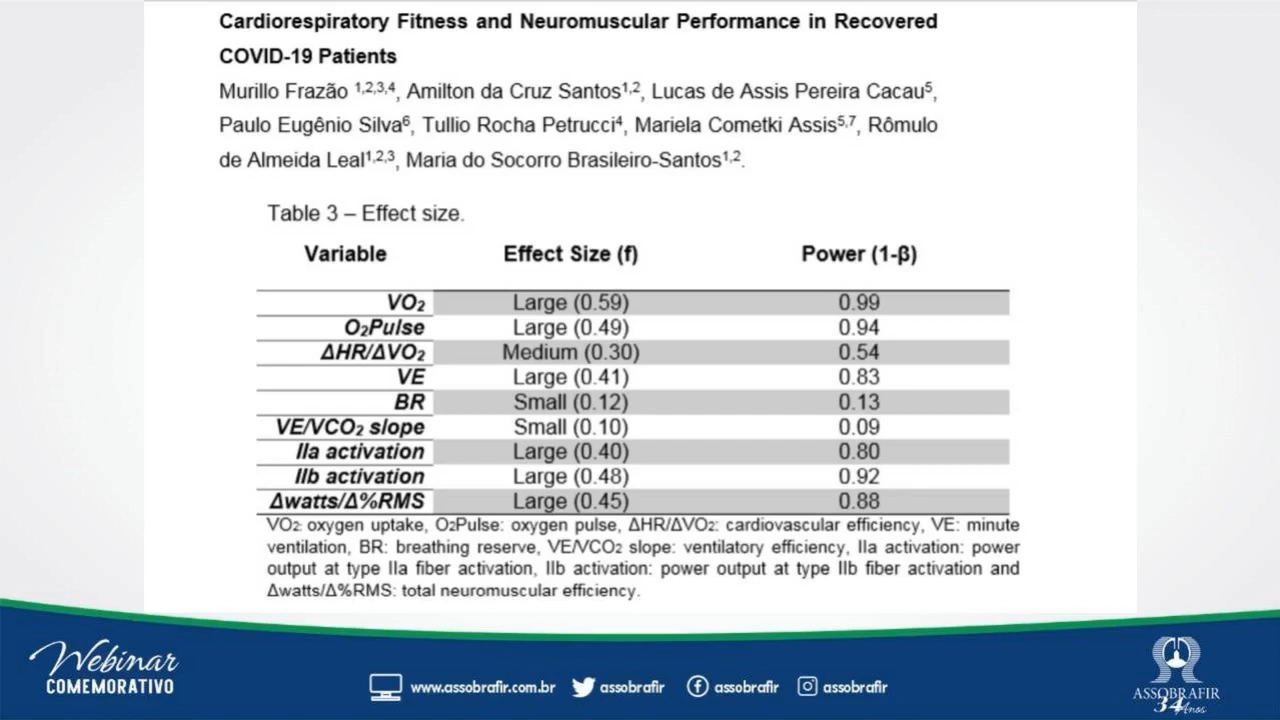 Cardiorespiratory Fitness and Neuromuscular Performance in Recovered
COVID-19 Patients
Murillo Frazão 1,2,3,4, Amilton da Cruz Santos1,2, Lucas de Assis Pereira Cacau5,
Paulo Eugênio Silva6, Tullio Rocha Petrucci4, Mariela Cometki Assis5,7, Rômulo
de Almeida Leal1,2,3, Maria do Socorro Brasileiro-Santos1,2.
Table 3 – Effect size.
Variable Effect Size (f) Power (1-β)
VO2 Large (0.59) 0.99
O2Pulse Large (0.49) 0.94
ΔHR/ΔVO2 Medium (0.30) 0.54
VE Large (0.41) 0.83
BR Small (0.12) 0.13
VE/VCO2 slope Small (0.10) 0.09
IIa activation Large (0.40) 0.80
IIb activation Large (0.48) 0.92
Δwatts/Δ%RMS Large (0.45) 0.88
VO2: oxygen uptake, O2Pulse: oxygen pulse, ΔHR/ΔVO2: cardiovascular efficiency, VE: minute
ventilation, BR: breathing reserve, VE/VCO2 slope: ventilatory efficiency, IIa activation: power
output at type IIa fiber activation, IIb activation: power output at type IIb fiber activation and
Δwatts/Δ%RMS: total neuromuscular efficiency.
Webinar
COMEMORATIVO
www.assobrafir.com.br assobrafir assobrafir assobrafir
ASSOBRAFIR
34 Anos